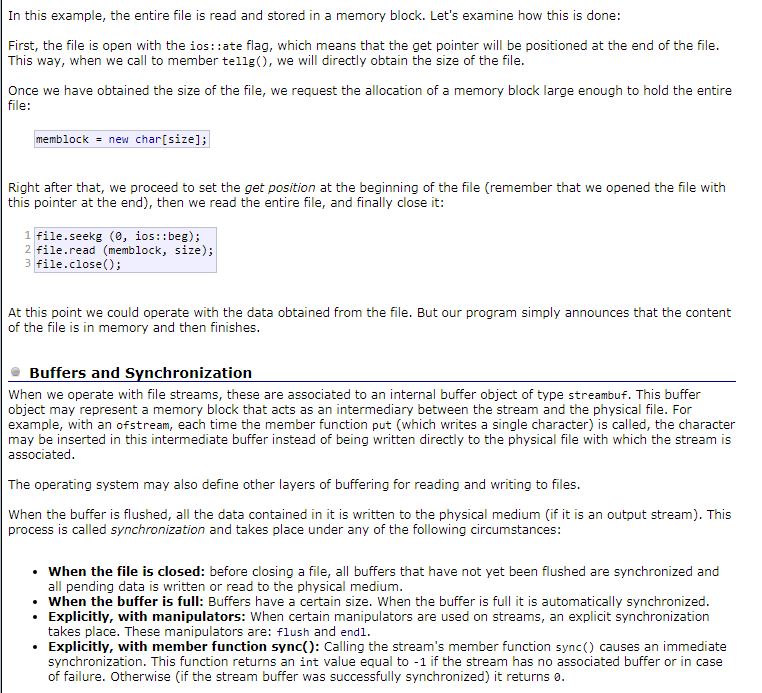 In this example, the entire file is read and stored in a memory block. Let's examine how this is done:
First, the file is open with the ios::ate flag, which means that the get pointer will be positioned at the end of the file.
This way, when we call to member tellg(), we will directly obtain the size of the file.
Once we have obtained the size of the file, we request the allocation of a memory block large enough to hold the entire
file:
memblock = new char[size];
Right after that, we proceed to set the get position at the beginning of the file (remember that we opened the file with
this pointer at the end), then we read the entire file, and finally close it:
1 file.seekg (0, ios::beg);
2 file.read (memblock, size);
3 file.close();
At this point we could operate with the data obtained from the file. But our program simply announces that the content
of the file is in memory and then finishes.
Buffers and Synchronization
When we operate with file streams, these are associated to an internal buffer object of type streambuf. This buffer
object may represent a memory block that acts as an intermediary between the stream and the physical file. For
example, with an ofstream, each time the member function put (which writes a single character) is called, the character
may be inserted in this intermediate buffer instead of being written directly to the physical file with which the stream is
associated.
The operating system may also define other layers of buffering for reading and writing to files.
When the buffer is flushed, all the data contained in it is written to the physical medium (if it is an output stream). This
process is called synchronization and takes place under any of the following circumstances:
• When the file is closed: before closing a file, all buffers that have not yet been flushed are synchronized and
all pending data is written or read to the physical medium.
• When the buffer is full: Buffers have a certain size. When the buffer is full it is automatically synchronized.
• Explicitly, with manipulators: When certain manipulators are used on streams, an explicit synchronization
takes place. These manipulators are: flush and endl.
• Explicitly, with member function sync(): Calling the stream's member function sync() causes an immediate
synchronization. This function returns an int value equal to -1 if the stream has no associated buffer or in case
of failure. Otherwise (if the stream buffer was successfully synchronized) it returns 0.